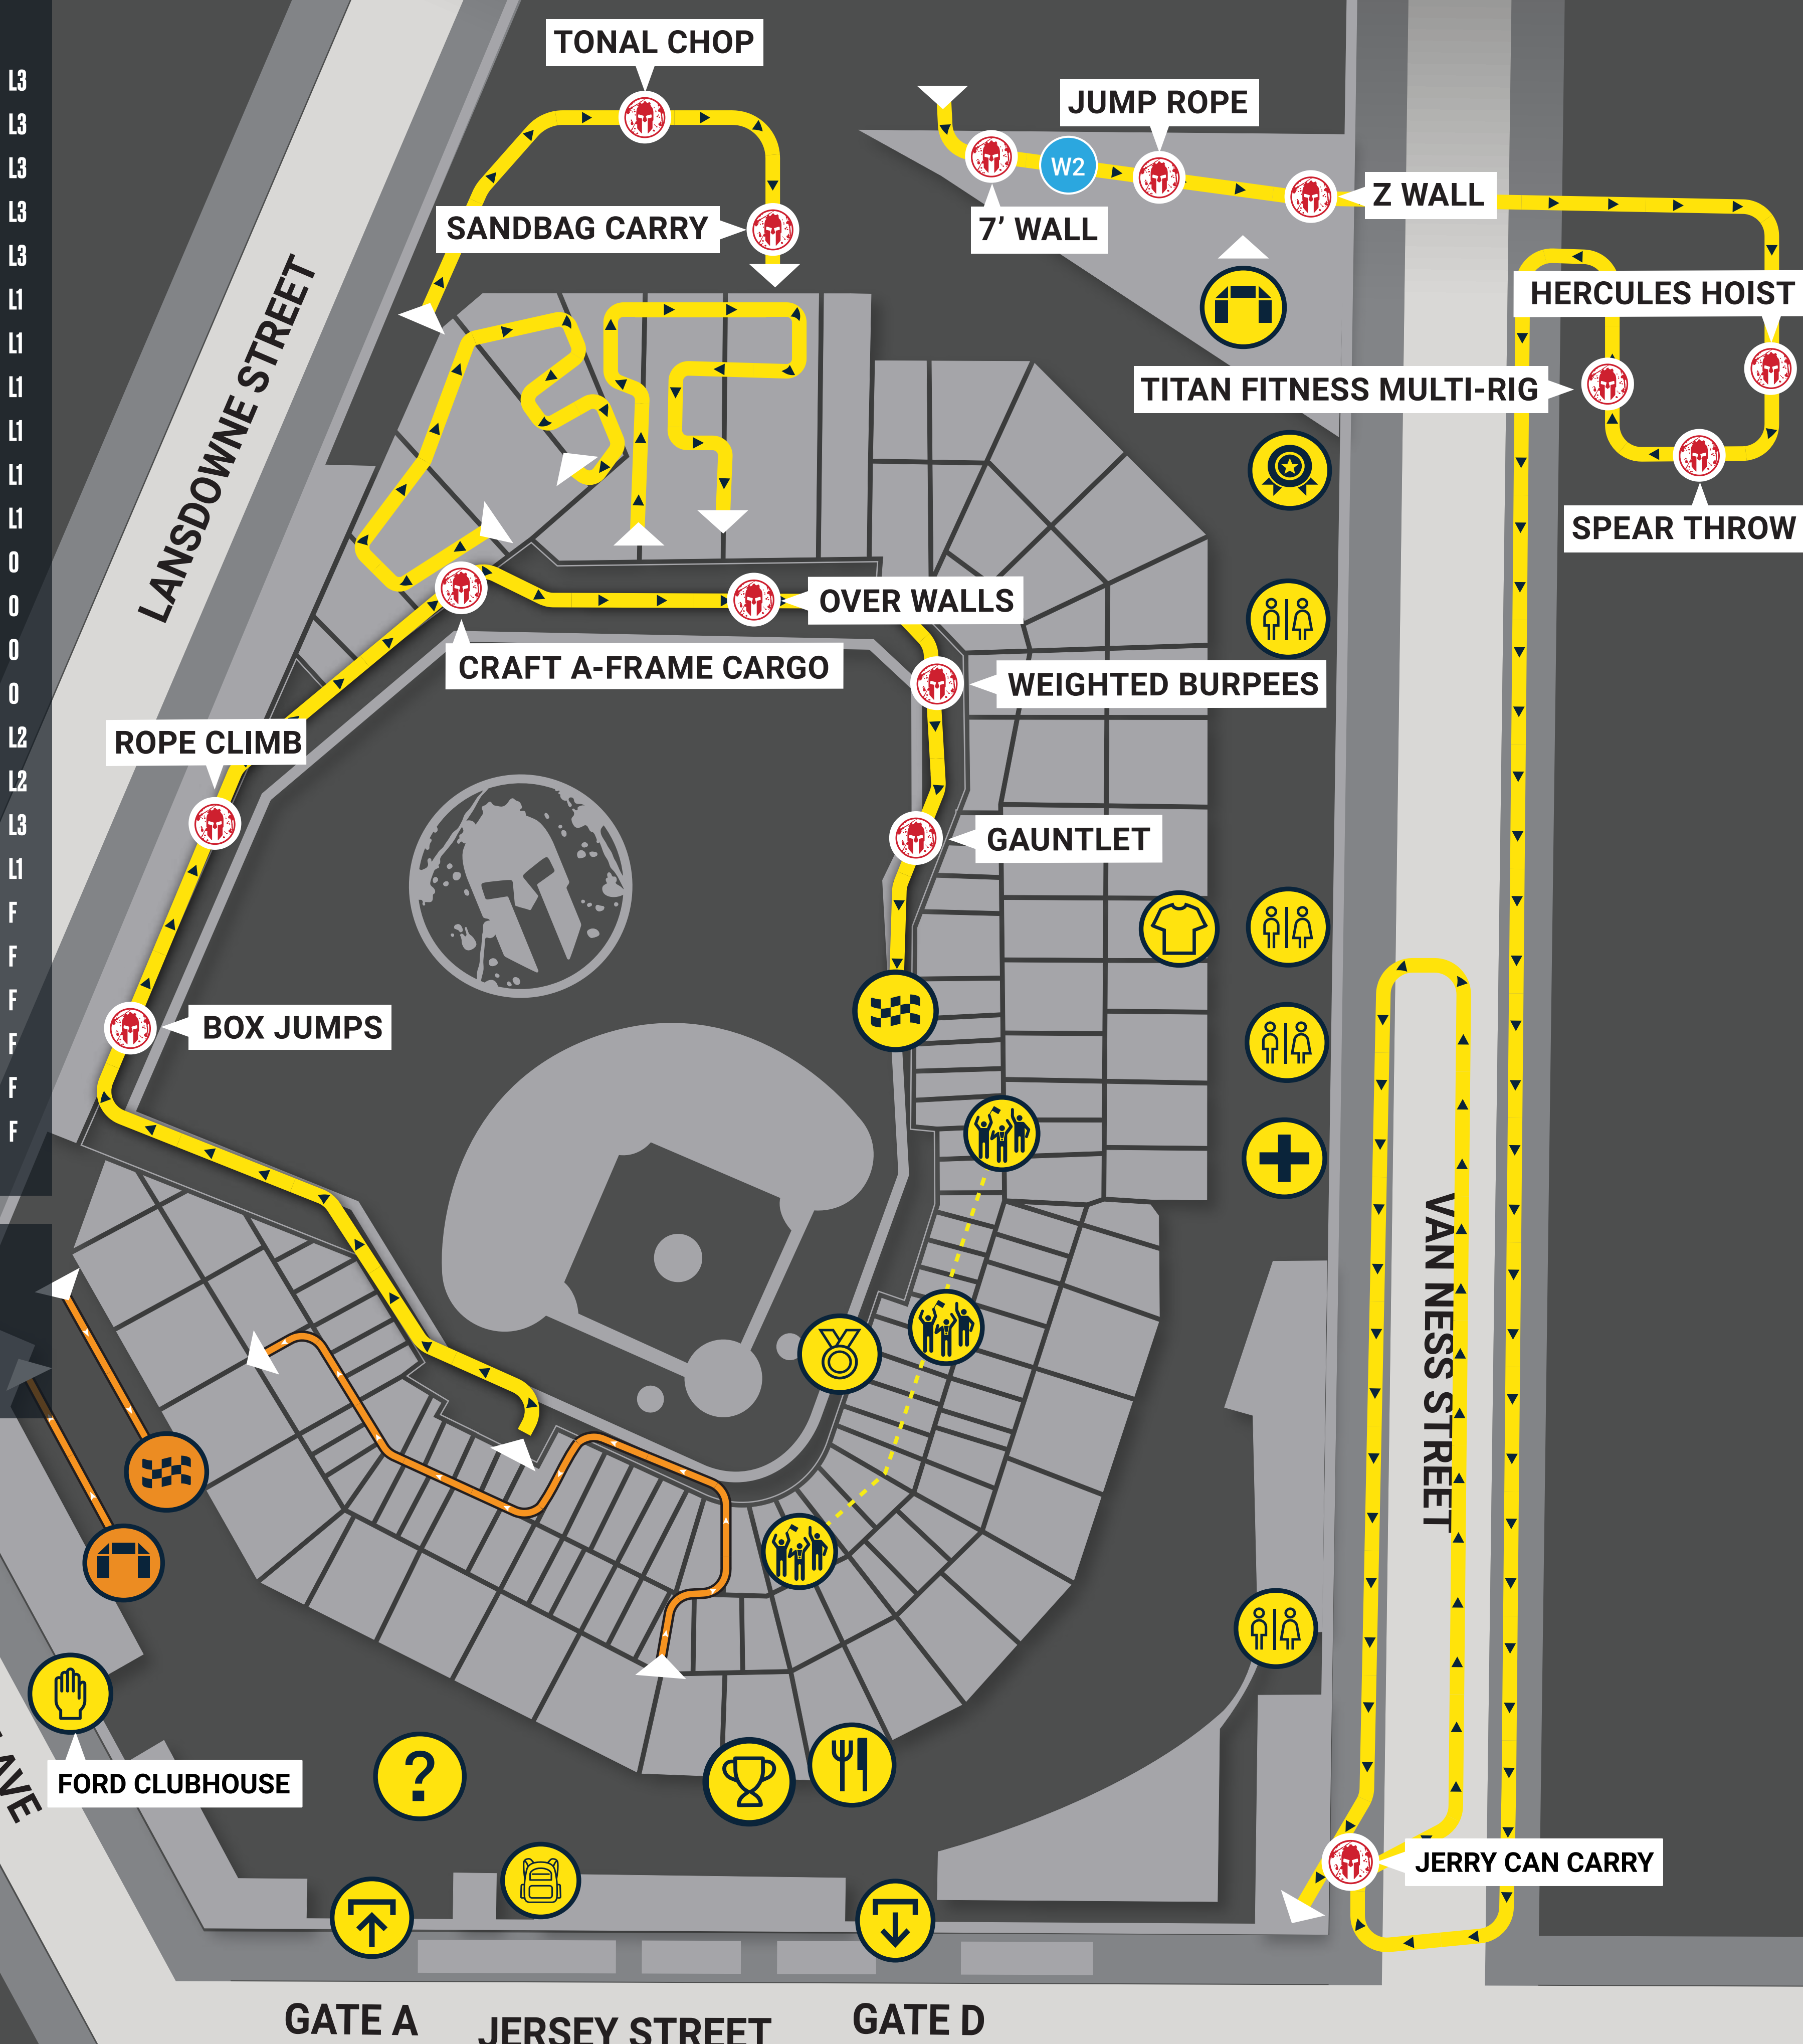 TONAL CHOP
L3
L3
L3
L3
L3
L1
L1
L1
L1
L1
L1
0
0
0
0
L2
L2
L3
L1
F
F
F
F
F
F
JUMP ROPE
W2
Z WALL
SANDBAG CARRY
7’ WALL
HERCULES HOIST
TITAN FITNESS MULTI-RIG
SPEAR THROW
LANSDOWNE STREET
OVER WALLS
CRAFT A-FRAME CARGO
WEIGHTED BURPEES
ROPE CLIMB
GAUNTLET
BOX JUMPS
VAN NESS STREET
?
FORD CLUBHOUSE
AVE
JERRY CAN CARRY
GATE A
JERSEY STREET
GATE D